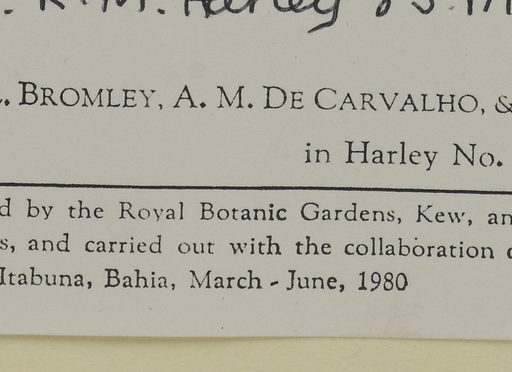 R. M. Harley & J.
. BROMLEY, A. M. DE CARVALHO, &
in Harley No.
d by the Royal Botanic Gardens, Kew, an
s, and carried out with the collaboration
Itabuna, Bahia, March - June, 1980